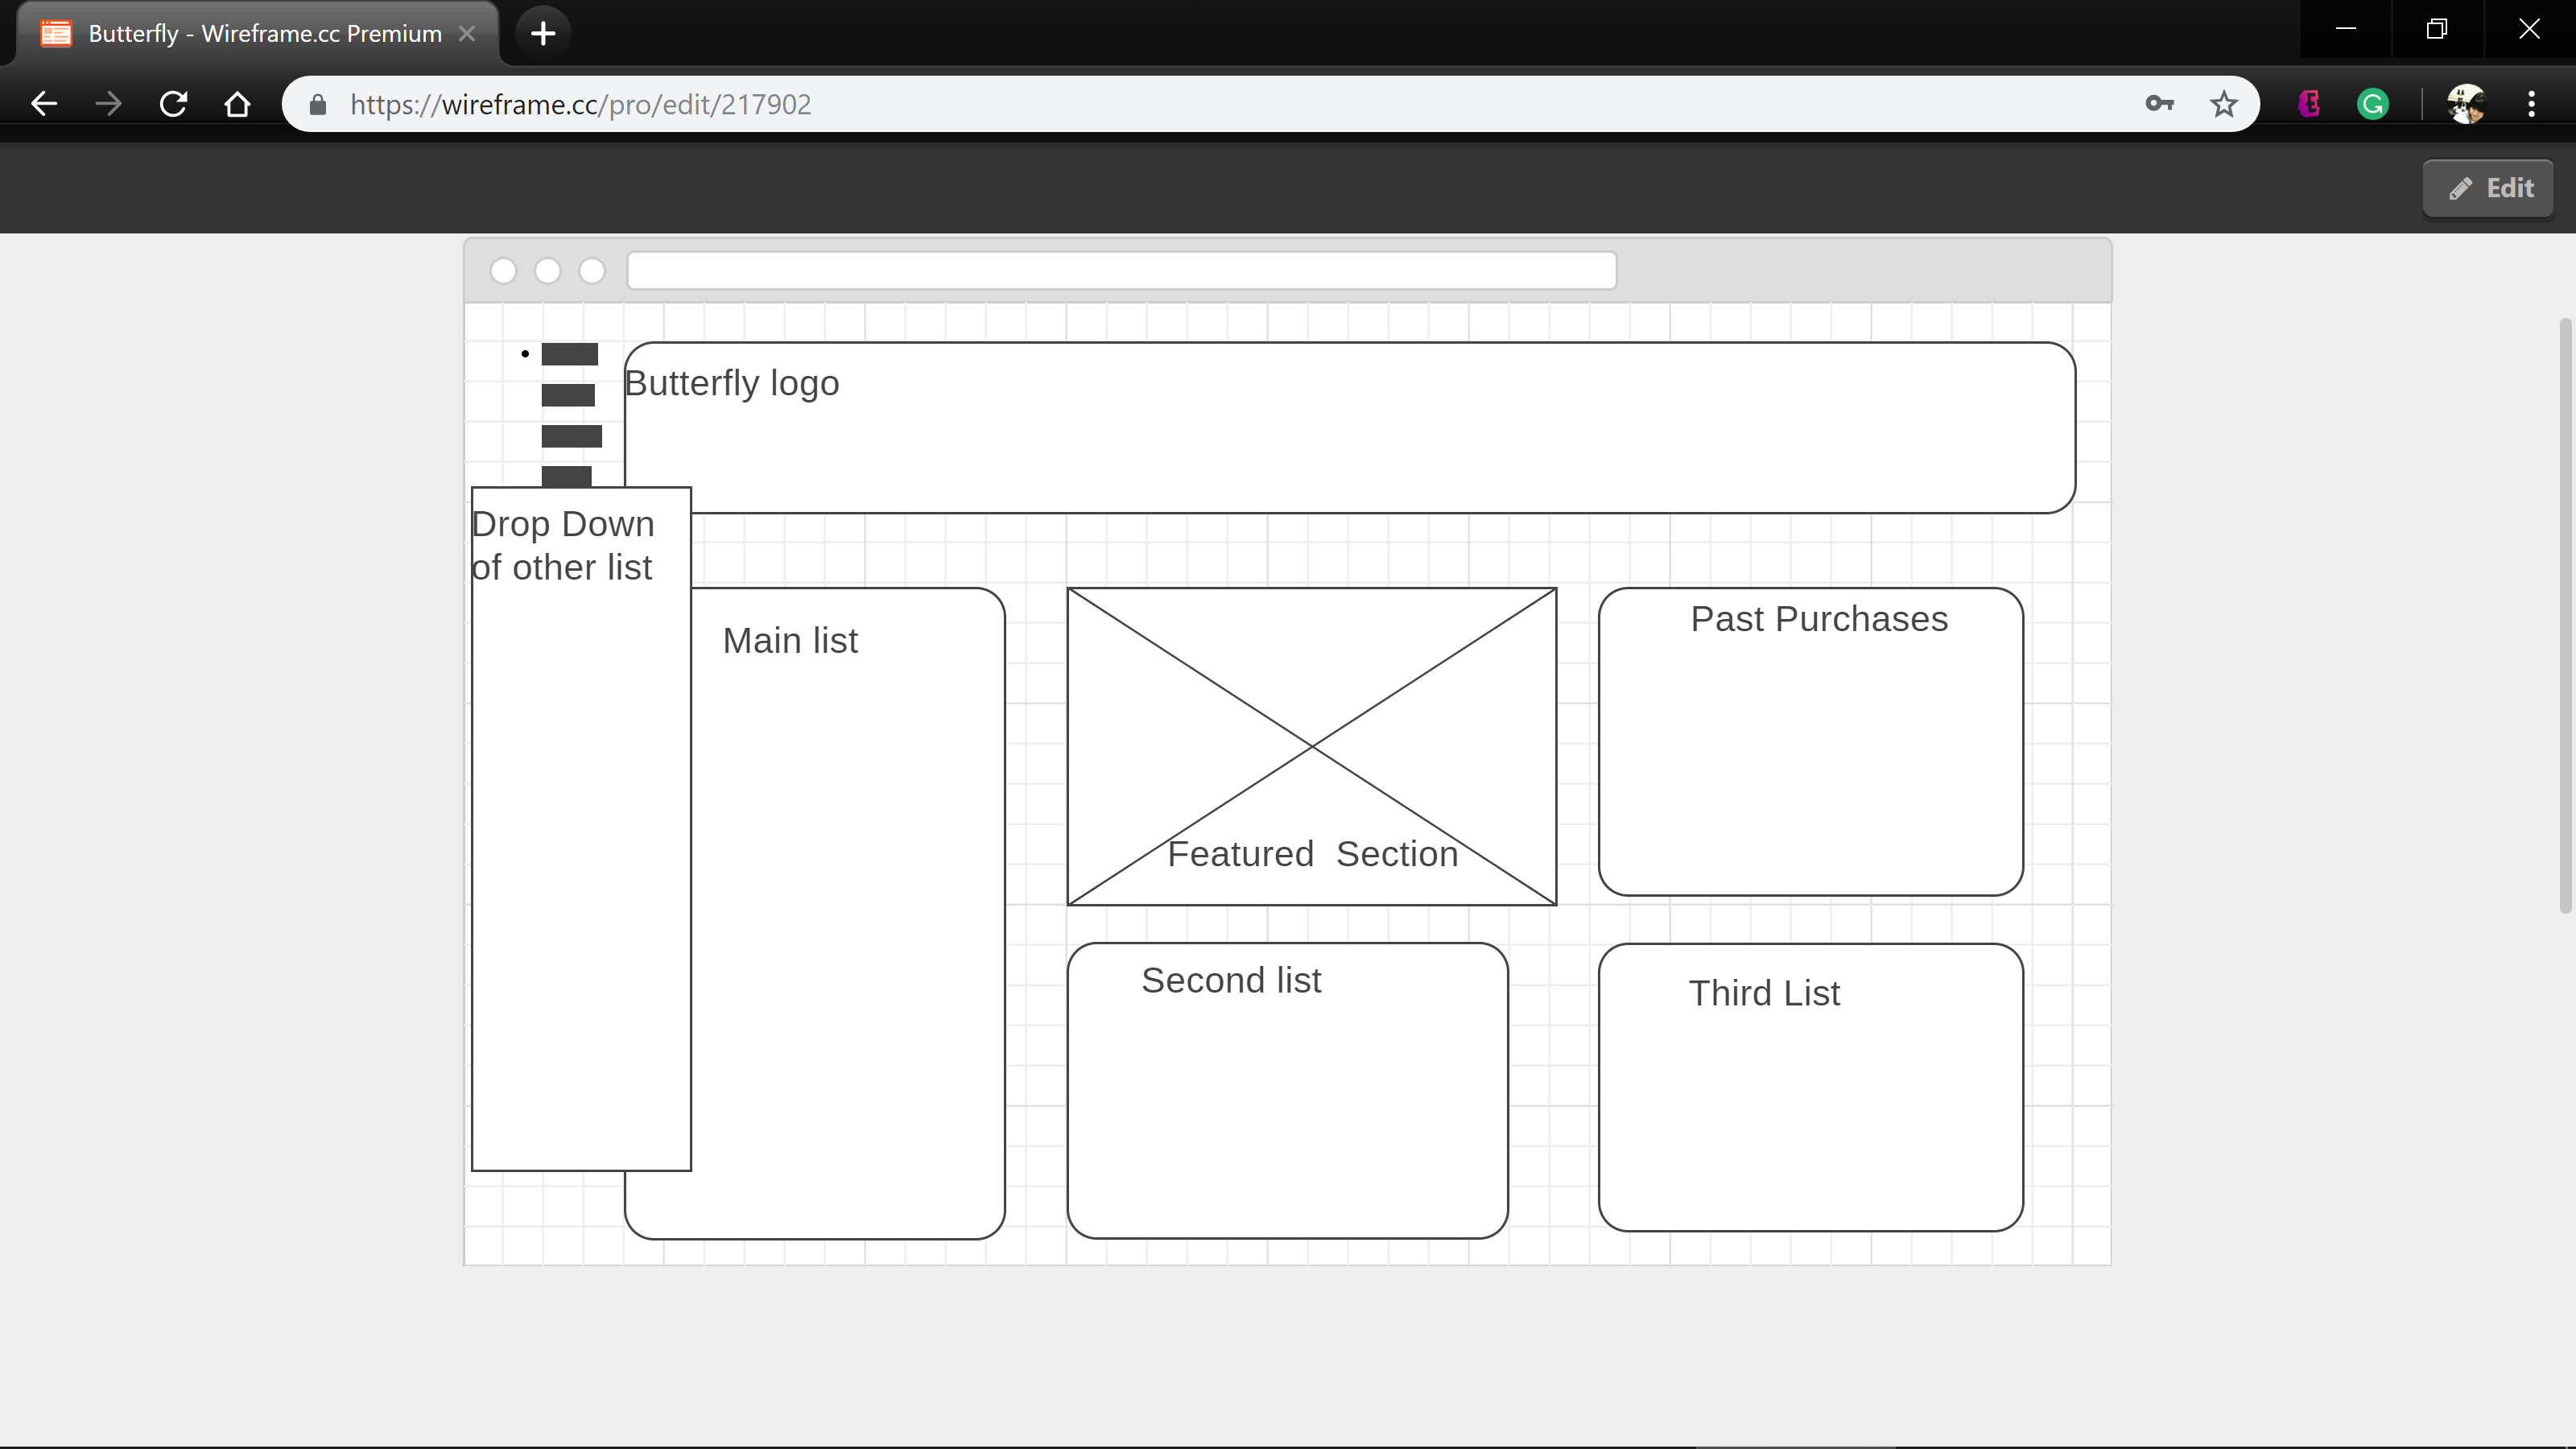 Butterfly - Wireframe.cc Premium
https://wireframe.cc/pro/edit/217902
Edit
Butterfly logo
Drop Down
of other list
Main list
Featured  Section
Past Purchases
Second list
Third List